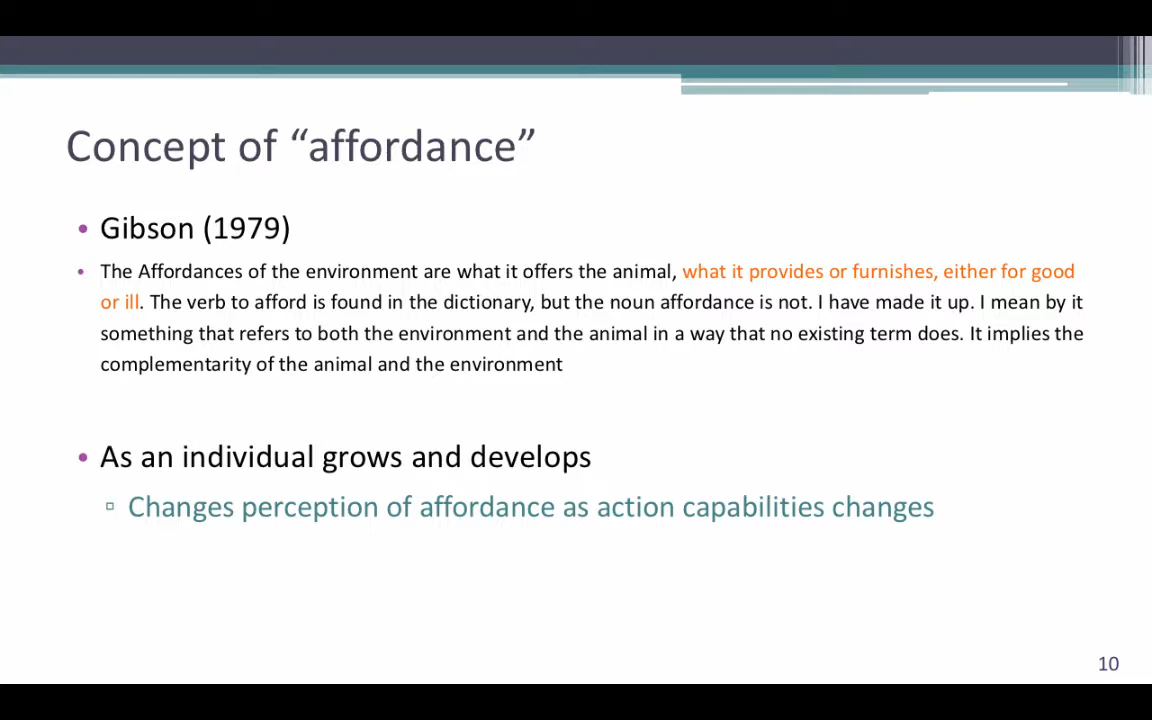 Concept of “affordance”
• Gibson (1979)
• The Affordances of the environment are what it offers the animal, what it provides or furnishes, either for good
or ill. The verb to afford is found in the dictionary, but the noun affordance is not. I have made it up. I mean by it
something that refers to both the environment and the animal in a way that no existing term does. It implies the
complementarity of the animal and the environment
• As an individual grows and develops
▫ Changes perception of affordance as action capabilities changes
10